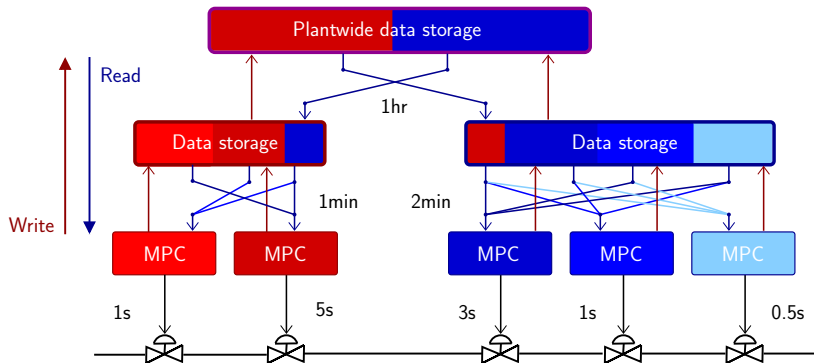 Plantwide data storage
Read
1hr
Data storage
Data storage
1min
2min
Write
MPC
MPC
MPC
MPC
MPC
1s
5s
3s
1s
0.5s